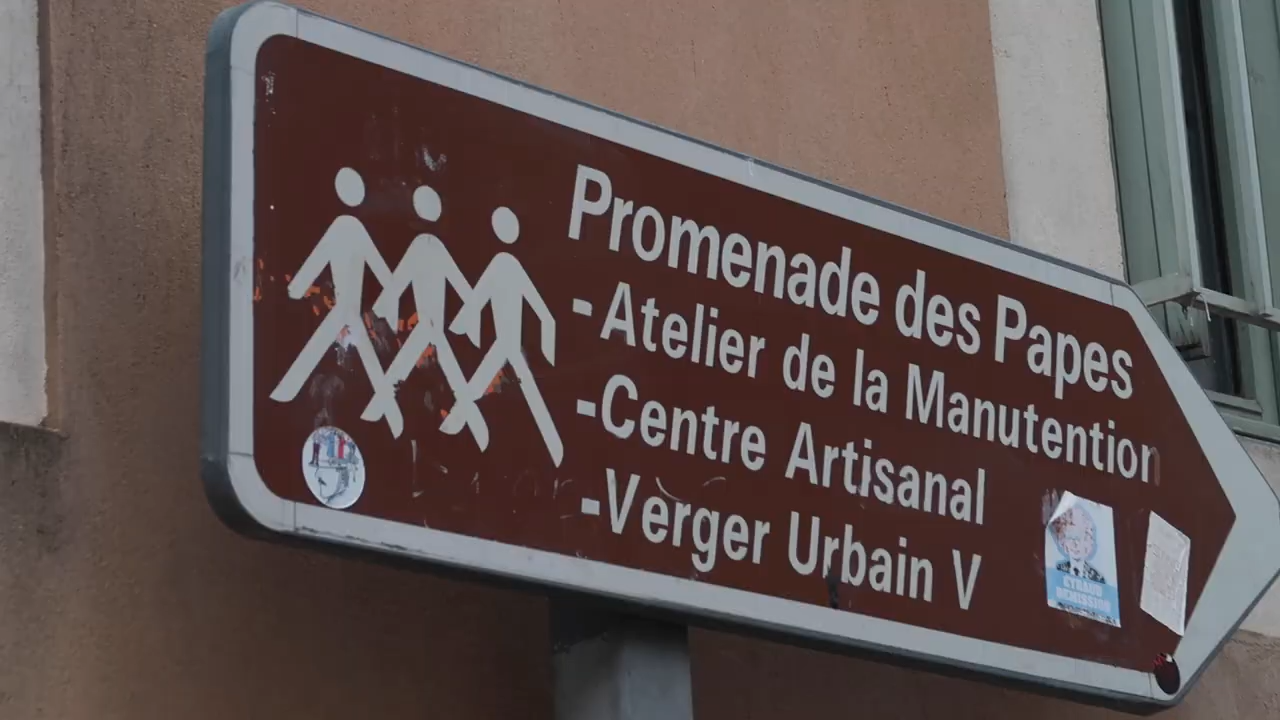 Promenade des Papes
-Atelier de la Manutention
-Centre Artisanal
-Verger Urbain V